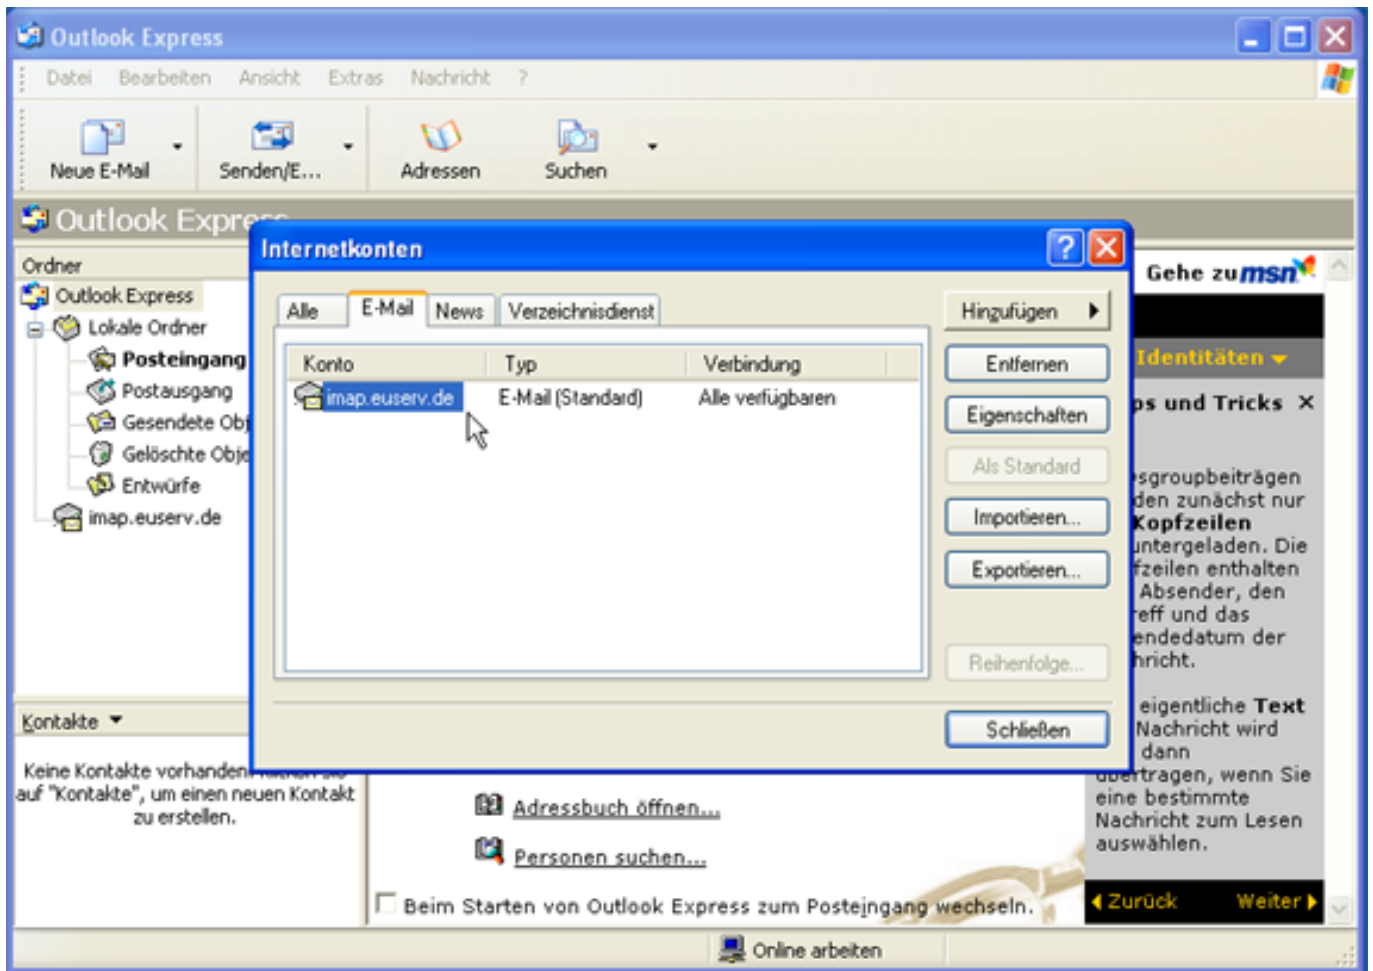 Outlook Express
Datei Bearbeiten Ansicht Extras Nachricht ?
Neue E-Mail Senden/E... Adressen Suchen
Outlook Express
Internetkonten
Ordner
Outlook Express
Lokale Ordner
Posteingang
Postausgang
Gesendete Obj
Gelöschte Obje
Entwürfe
imap.euserv.de
Alle E-Mail News Verzeichnisdienst
Konto Typ Verbindung
imap.euserv.de E-Mail (Standard) Alle verfügbaren
Hinzufügen
Entfernen
Eigenschaften
Als Standard
Importieren...
Exportieren...
Reihenfolge...
Schließen
Gehe zu msn
Identitäten
ps und Tricks ×
sgroupbeiträgen
den zunächst nur
Kopfzeilen
untergeladen. Die
fzeilen enthalten
Absender, den
reff und das
endedatum der
hricht.
eigentliche Text
Nachricht wird
dann
übertragen, wenn Sie
eine bestimmte
Nachricht zum Lesen
auswählen.
Zurück Weiter
Kontakte
Keine Kontakte vorhanden.
auf "Kontakte", um einen neuen Kontakt
zu erstellen.
Adressbuch öffnen...
Personen suchen...
Beim Starten von Outlook Express zum Posteingang wechseln.
Online arbeiten